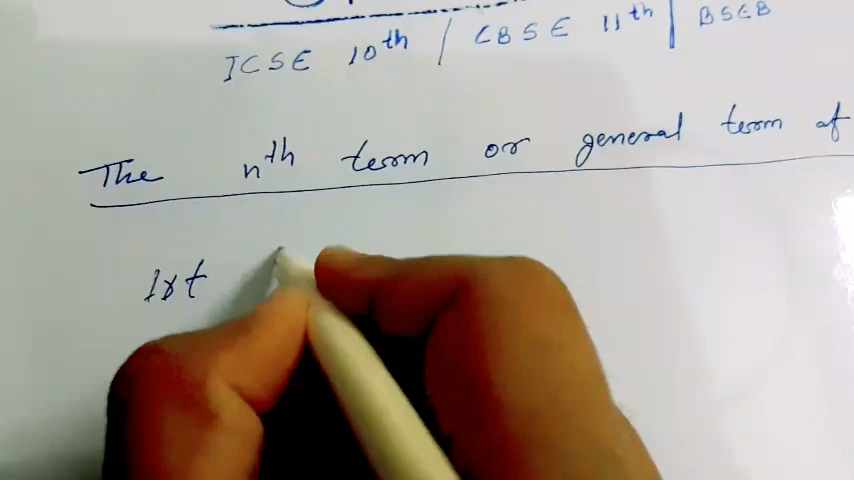 ICSE 10th / CBSE 11th | BSEB
The nth term or general term of
1st